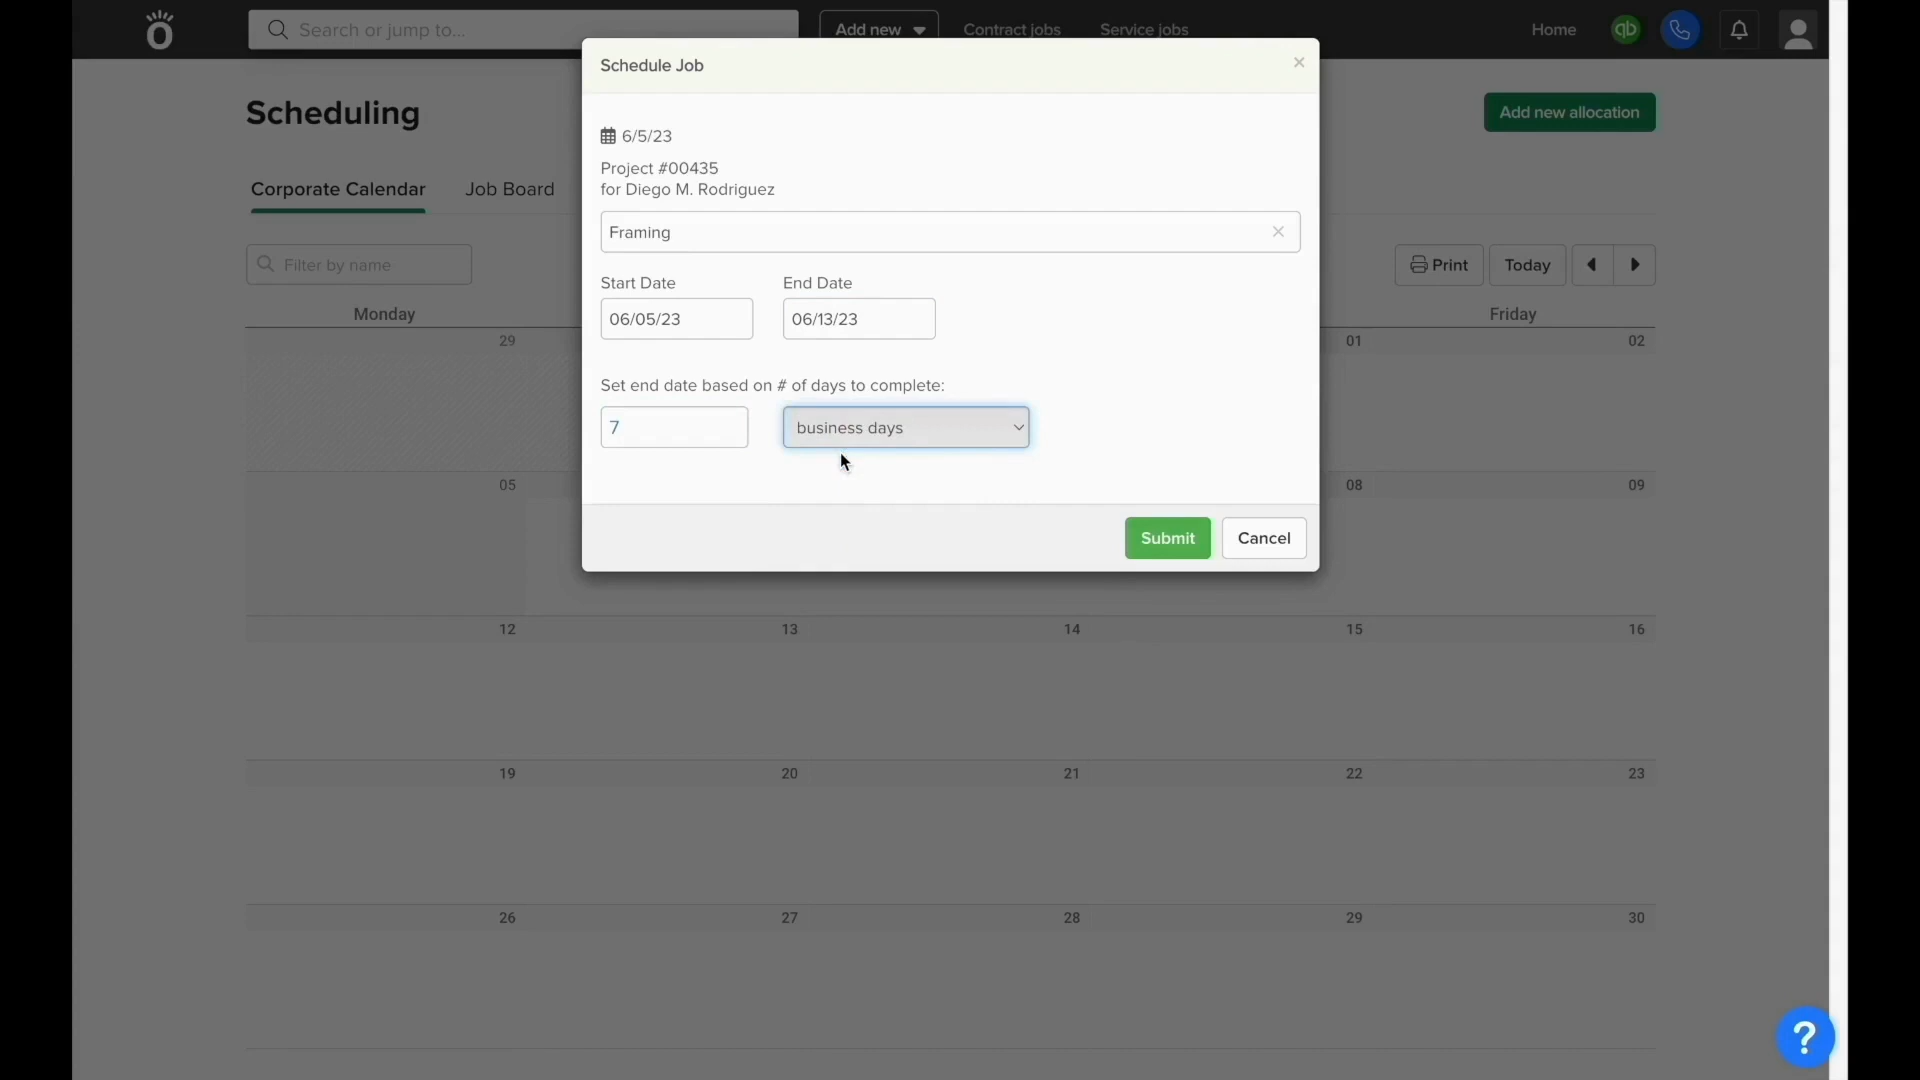 Search or jump to...
Add new
Contract jobs
Service jobs
Home
qb
Schedule Job
×
Scheduling
Add new allocation
6/5/23
Project #00435
for Diego M. Rodriguez
Corporate Calendar
Job Board
Framing
Filter by name
Print
Today
Start Date
End Date
06/05/23
06/13/23
Monday
Friday
29
01
02
Set end date based on # of days to complete:
7
business days
05
08
09
Submit
Cancel
12
13
14
15
16
19
20
21
22
23
26
27
28
29
30
?